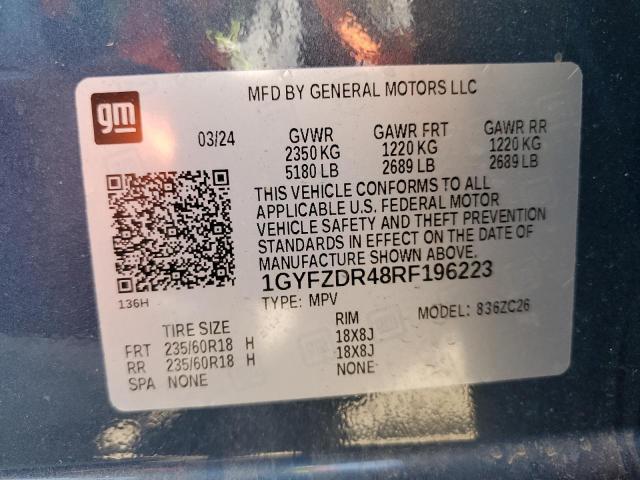 gm
MFD BY GENERAL MOTORS LLC
03/24 GVWR GAWR FRT GAWR RR
2350 KG 1220 KG 1220 KG
5180 LB 2689 LB 2689 LB
THIS VEHICLE CONFORMS TO ALL
APPLICABLE U.S. FEDERAL MOTOR
VEHICLE SAFETY AND THEFT PREVENTION
STANDARDS IN EFFECT ON THE DATE OF
MANUFACTURE SHOWN ABOVE.
1GYFZDR48RF196223
136H
TYPE: MPV MODEL: 836ZC26
TIRE SIZE RIM
FRT 235/60R18 H 18X8J
RR 235/60R18 H 18X8J
SPA NONE NONE